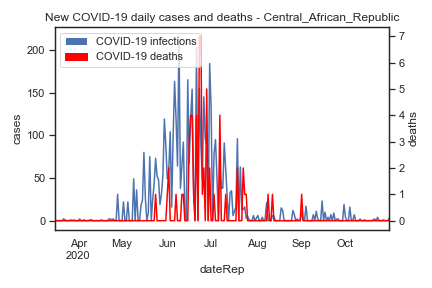 New COVID-19 daily cases and deaths - Central_African_Republic
COVID-19 infections
COVID-19 deaths
200
150
100
50
0
cases
7
6
5
4
3
2
1
0
deaths
Apr May Jun Jul Aug Sep Oct
2020
dateRep